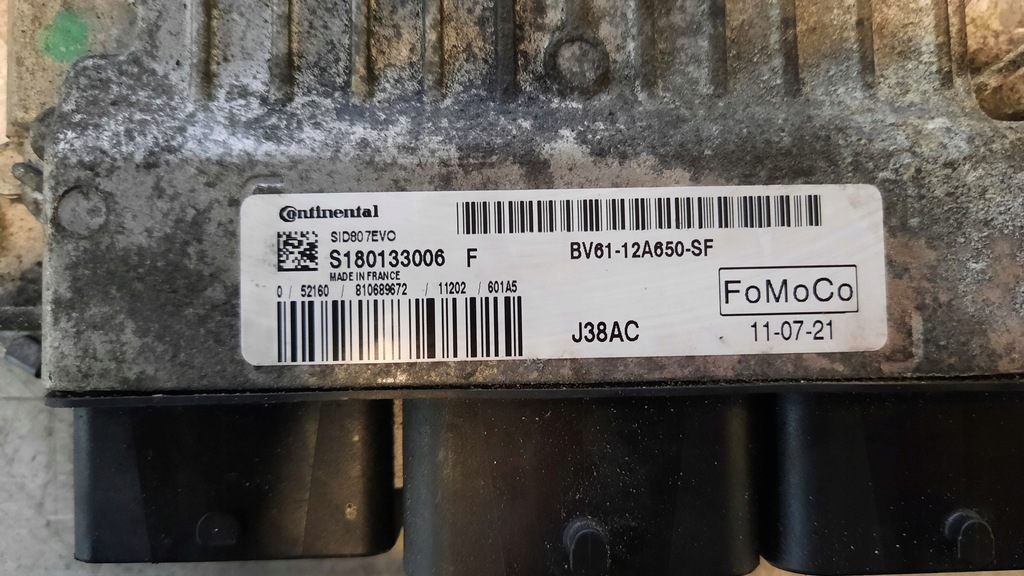 Continental
SID807EVO
S180133006 F
MADE IN FRANCE
0 / 52160 / 810689672 / 11202 / 601A5
BV61-12A650-SF
FoMoCo
J38AC
11-07-21